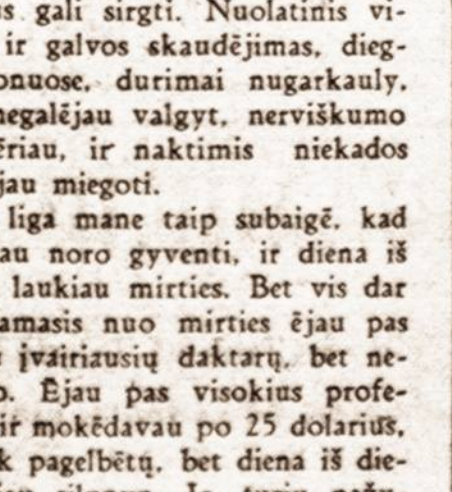 s gali sirgti. Nuolatinis vi-
ir galvos skaudėjimas, dieg-
onuose, durimai nugarkauly,
negalėjau valgyt, nerviškumo
ėriau, ir naktimis niekados
jau miegoti.
liga mane taip subaigė, kad
au noro gyventi, ir diena iš
laukiau mirties. Bet vis dar
amasis nuo mirties ėjau pas
įvairiausių daktarų, bet ne-
o. Ėjau pas visokius profe-
ir mokėdavau po 25 dolarius,
k pagelbėtų, bet diena iš die-